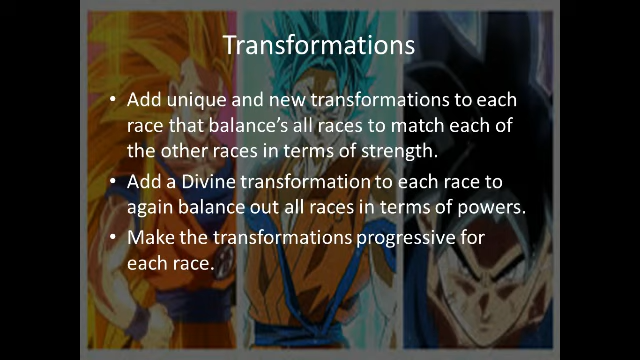 Transformations
• Add unique and new transformations to each
race that balance's all races to match each of
the other races in terms of strength.
• Add a Divine transformation to each race to
again balance out all races in terms of powers.
• Make the transformations progressive for
each race.